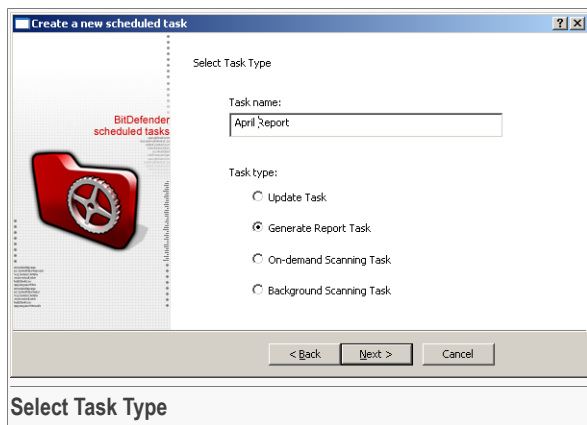 Create a new scheduled task
Select Task Type
BitDefender
scheduled tasks
Task name:
April Report
Task type:
Update Task
Generate Report Task
On-demand Scanning Task
Background Scanning Task
< Back
Next >
Cancel
Select Task Type